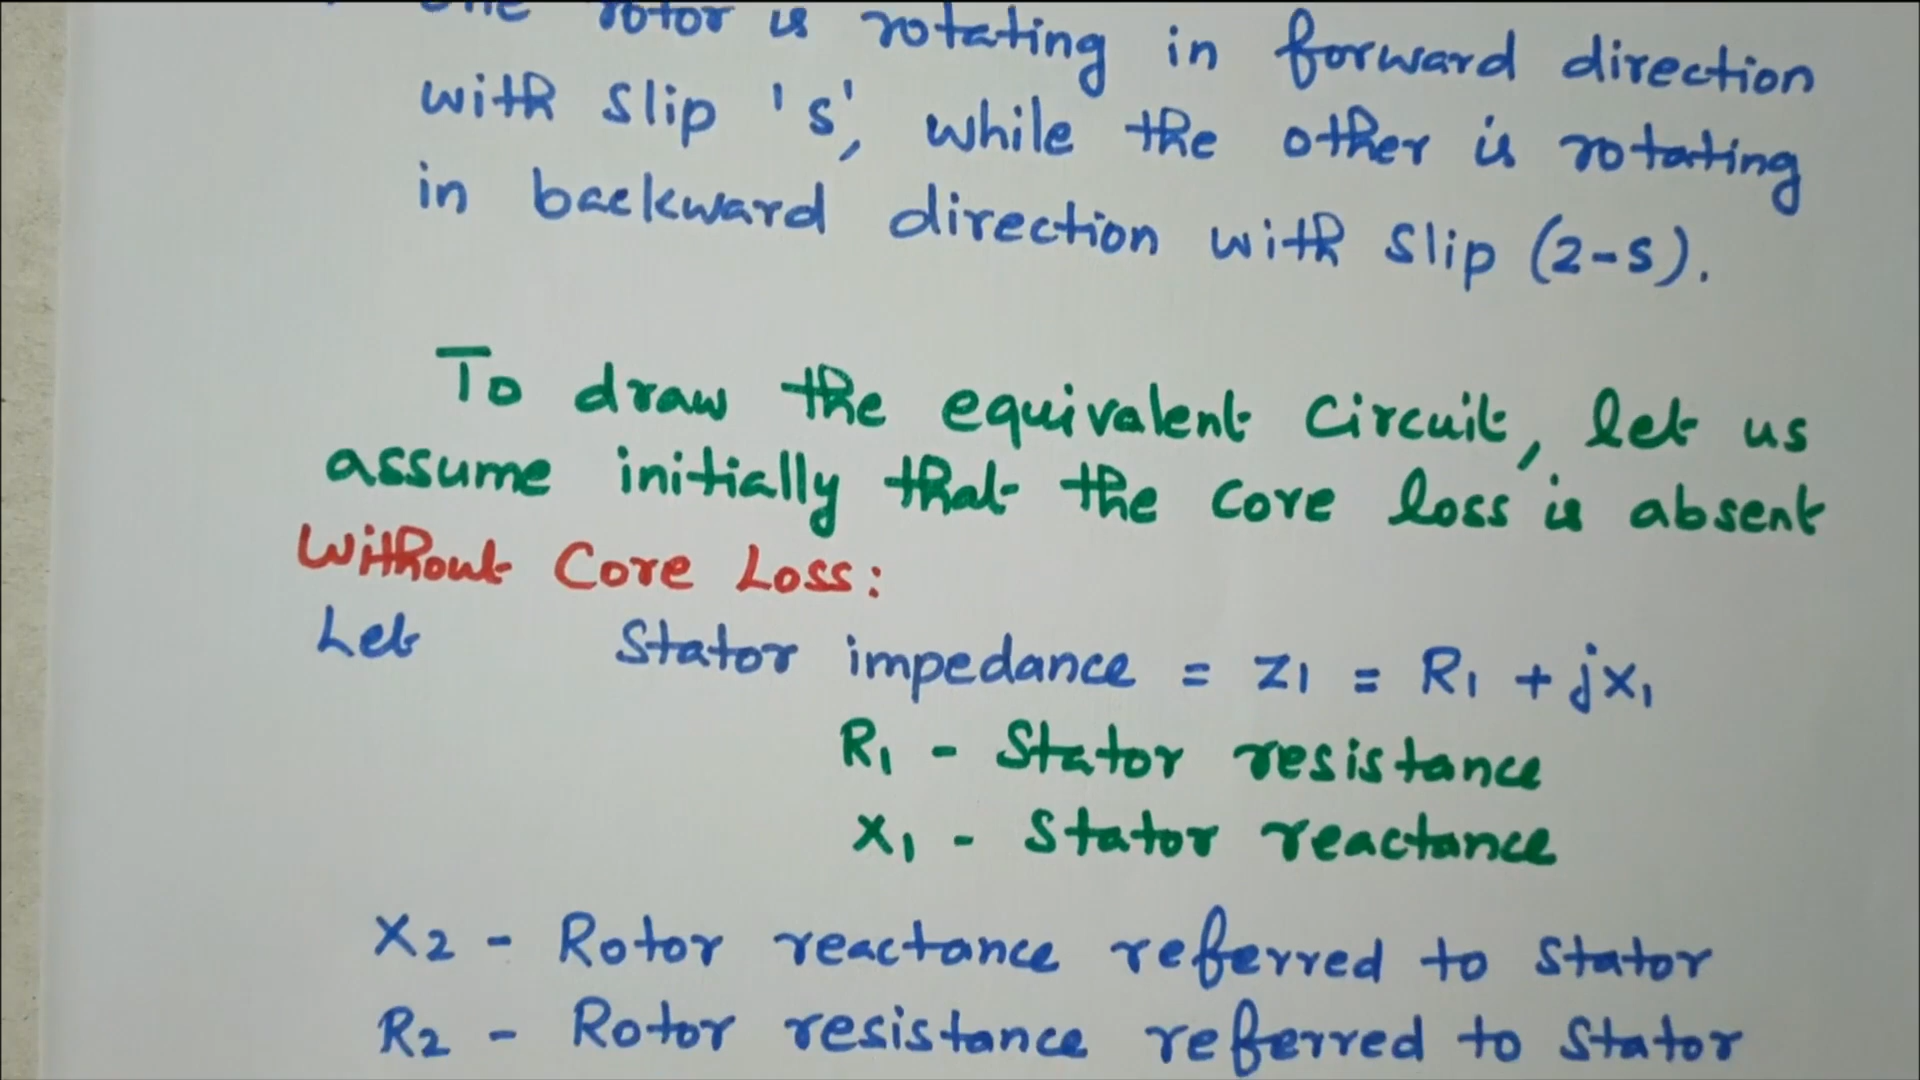 one rotor is rotating in forward direction
with slip 's', while the other is rotating
in backward direction with slip (2-s).
To draw the equivalent circuit, let us
assume initially that the core loss is absent
Without Core Loss:
Let Stator impedance = Z1 = R1 + jX1
R1 - Stator resistance
X1 - Stator reactance
X2 - Rotor reactance referred to stator
R2 - Rotor resistance referred to stator